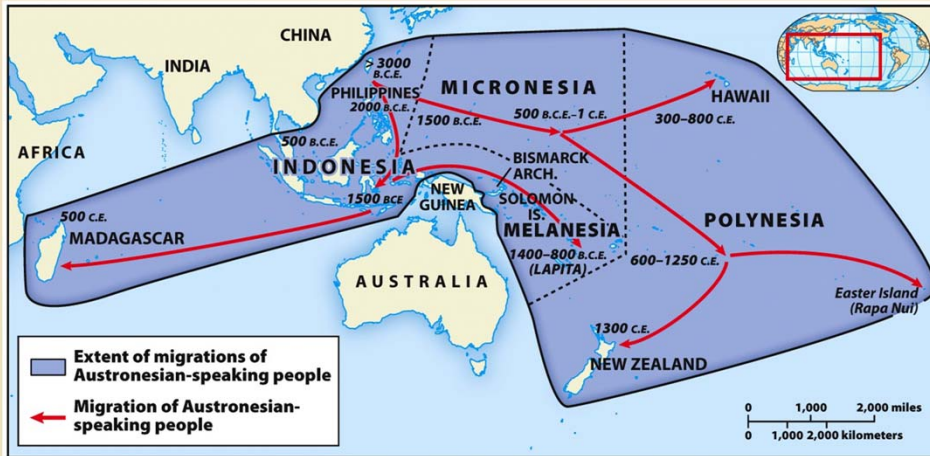 CHINA
INDIA
3000
B.C.E.
PHILIPPINES
2000 B.C.E.
MICRONESIA
1500 B.C.E.
500 B.C.E.–1 C.E.
HAWAII
300–800 C.E.
AFRICA
500 B.C.E.
INDONESIA
1500 BCE
BISMARCK
ARCH.
NEW
GUINEA
SOLOMON
IS.
MELANESIA
1400–800 B.C.E.
(LAPITA)
POLYNESIA
600–1250 C.E.
500 C.E.
MADAGASCAR
AUSTRALIA
Easter Island
(Rapa Nui)
1300 C.E.
NEW ZEALAND
Extent of migrations of
Austronesian-speaking people
Migration of Austronesian-
speaking people
0 1,000 2,000 miles
0 1,000 2,000 kilometers